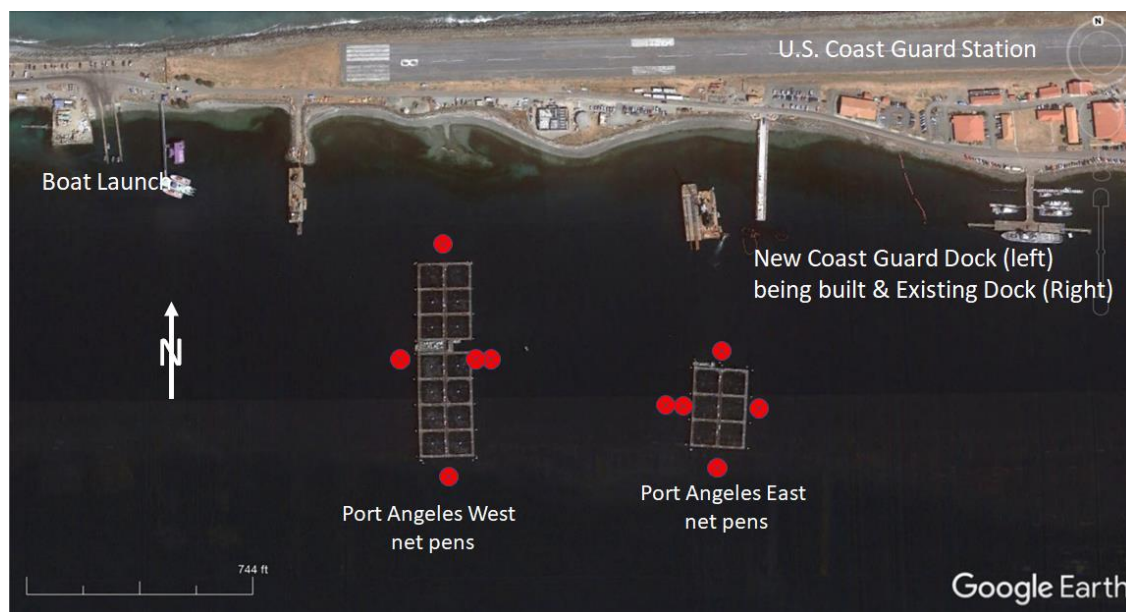 N
U.S. Coast Guard Station
8
Boat Launch
New Coast Guard Dock (left)
being built & Existing Dock (Right)
N
Port Angeles West
net pens
Port Angeles East
net pens
744 ft
Google Earth